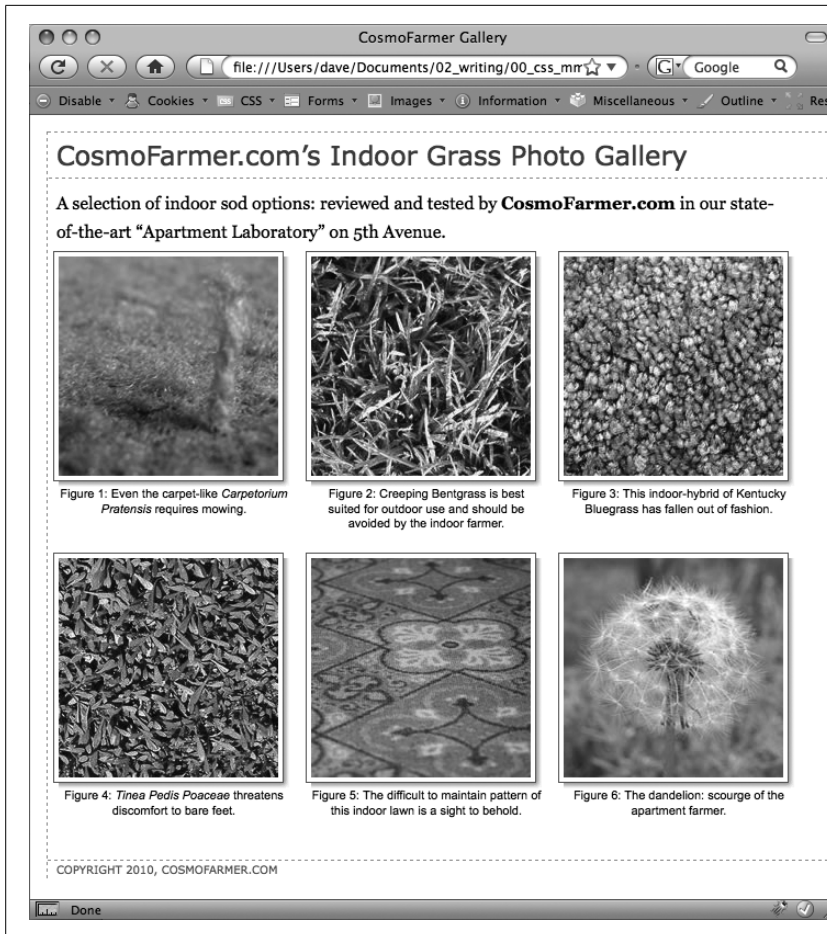 CosmoFarmer Gallery
file:///Users/dave/Documents/02_writing/00_css_mm
G
Google
Disable Cookies CSS Forms Images Information Miscellaneous Outline Res
CosmoFarmer.com’s Indoor Grass Photo Gallery
A selection of indoor sod options: reviewed and tested by CosmoFarmer.com in our state-
of-the-art “Apartment Laboratory” on 5th Avenue.
Figure 1: Even the carpet-like Carpetorium
Pratensis requires mowing.
Figure 2: Creeping Bentgrass is best
suited for outdoor use and should be
avoided by the indoor farmer.
Figure 3: This indoor-hybrid of Kentucky
Bluegrass has fallen out of fashion.
Figure 4: Tinea Pedis Poaceae threatens
discomfort to bare feet.
Figure 5: The difficult to maintain pattern of
this indoor lawn is a sight to behold.
Figure 6: The dandelion: scourge of the
apartment farmer.
COPYRIGHT 2010, COSMOFARMER.COM
Done